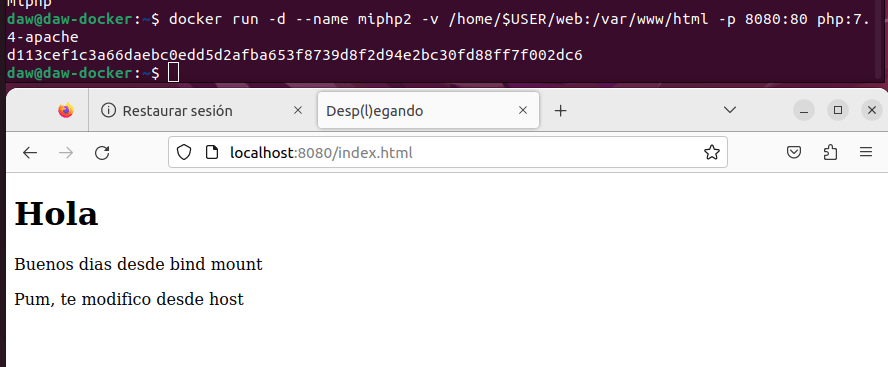 miphp
daw@daw-docker:~$ docker run -d --name miphp2 -v /home/$USER/web:/var/www/html -p 8080:80 php:7.
4-apache
d113cef1c3a66daebc0edd5d2afba653f8739d8f2d94e2bc30fd88ff7f002dc6
daw@daw-docker:~$
Restaurar sesión
Desp(l)egando
localhost:8080/index.html
Hola
Buenos dias desde bind mount
Pum, te modifico desde host